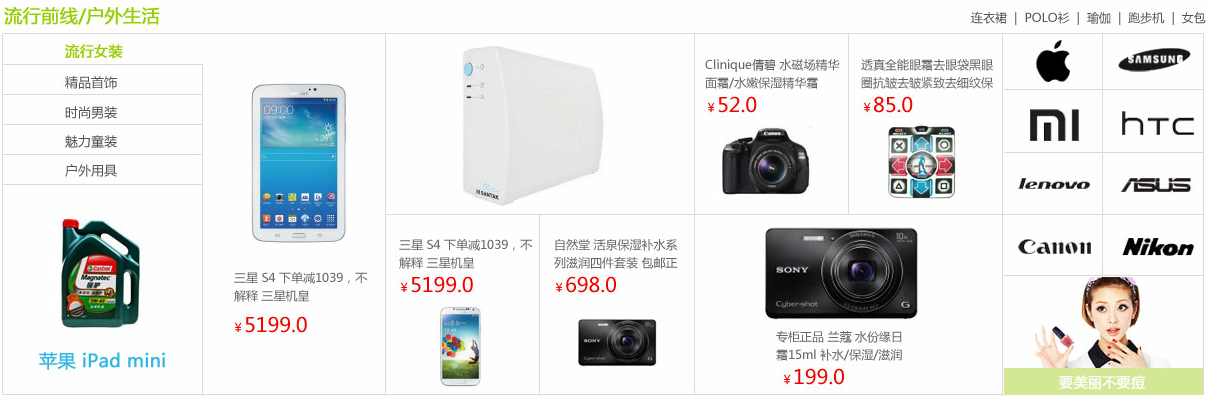 流行前线/户外生活
连衣裙 | POLO衫 | 瑜伽 | 跑步机 | 女包
流行女装
精品首饰
时尚男装
魅力童装
户外用具
Castrol
Magnatec
苹果 iPad mini
三星 S4 下单减1039，不
解释 三星机皇
¥5199.0
SANTAK
三星 S4 下单减1039，不
解释 三星机皇
¥5199.0
自然堂 活泉保湿补水系
列滋润四件套装 包邮正
¥698.0
Clinique倩碧 水磁场精华
面霜/水嫩保湿精华霜
¥52.0
Canon
透真全能眼霜去眼袋黑眼
圈抗皱去皱紧致去细纹保
¥85.0
SONY
Cyber-shot
G
专柜正品 兰蔻 水份缘日
霜15ml 补水/保湿/滋润
¥199.0
SAMSUNG
mi
hTC
lenovo
ASUS
Canon
Nikon
要美丽不要痘